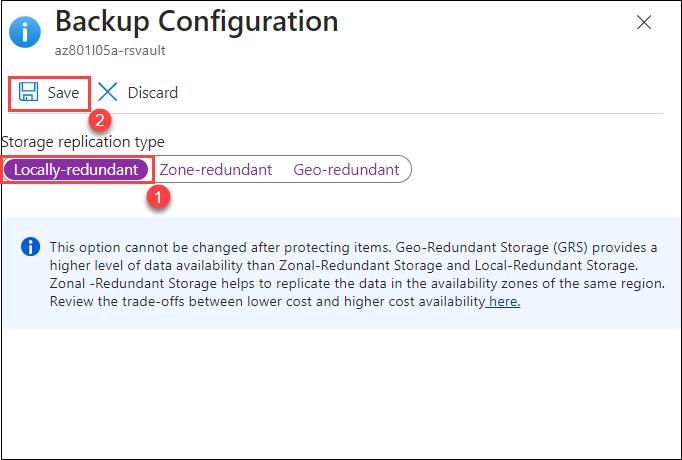 Backup Configuration
az801l05a-rsvault
Save
Discard
2
Storage replication type
Locally-redundant
Zone-redundant
Geo-redundant
1
This option cannot be changed after protecting items. Geo-Redundant Storage (GRS) provides a
higher level of data availability than Zonal-Redundant Storage and Local-Redundant Storage.
Zonal -Redundant Storage helps to replicate the data in the availability zones of the same region.
Review the trade-offs between lower cost and higher cost availability here.